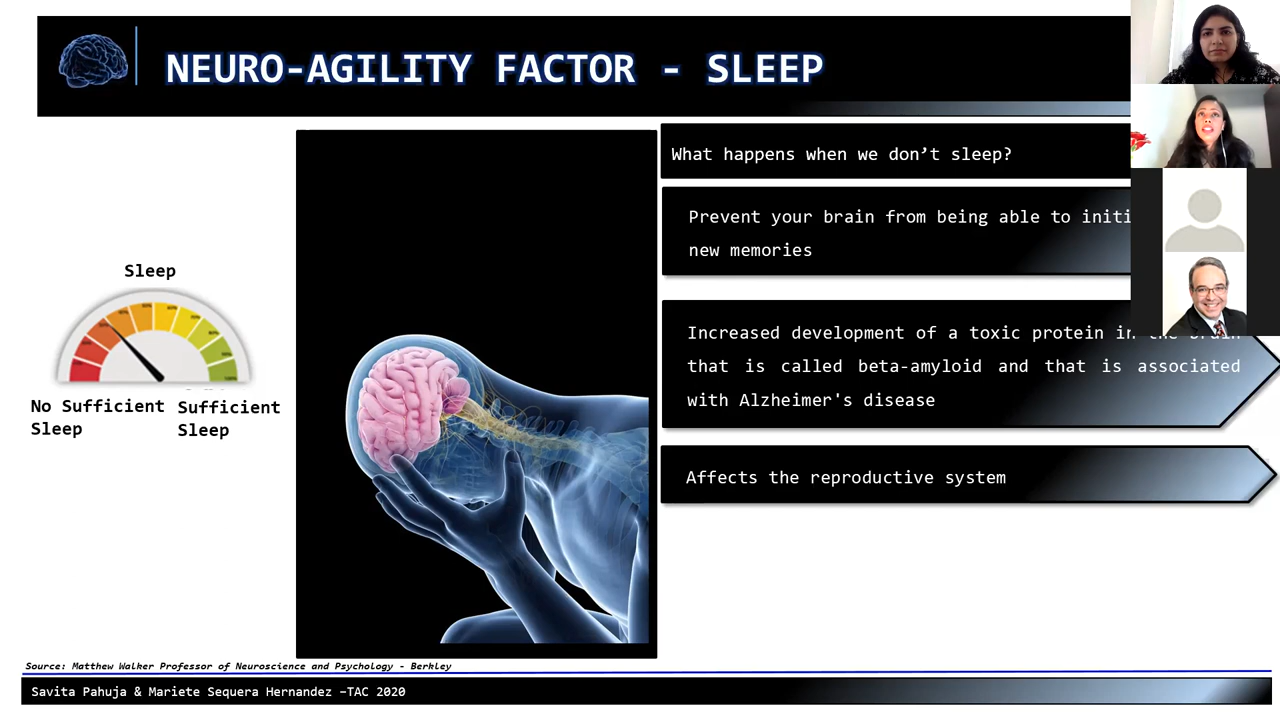 NEURO-AGILITY FACTOR - SLEEP
What happens when we don’t sleep?
Prevent your brain from being able to
new memories
Increased development of a toxic protein in the brain
that is called beta-amyloid and that is associated
with Alzheimer's disease
Affects the reproductive system
Sleep
No Sufficient
Sleep
Sufficient
Sleep
Source: Matthew Walker Professor of Neuroscience and Psychology - Berkley
Savita Pahuja & Mariete Sequera Hernandez –TAC 2020